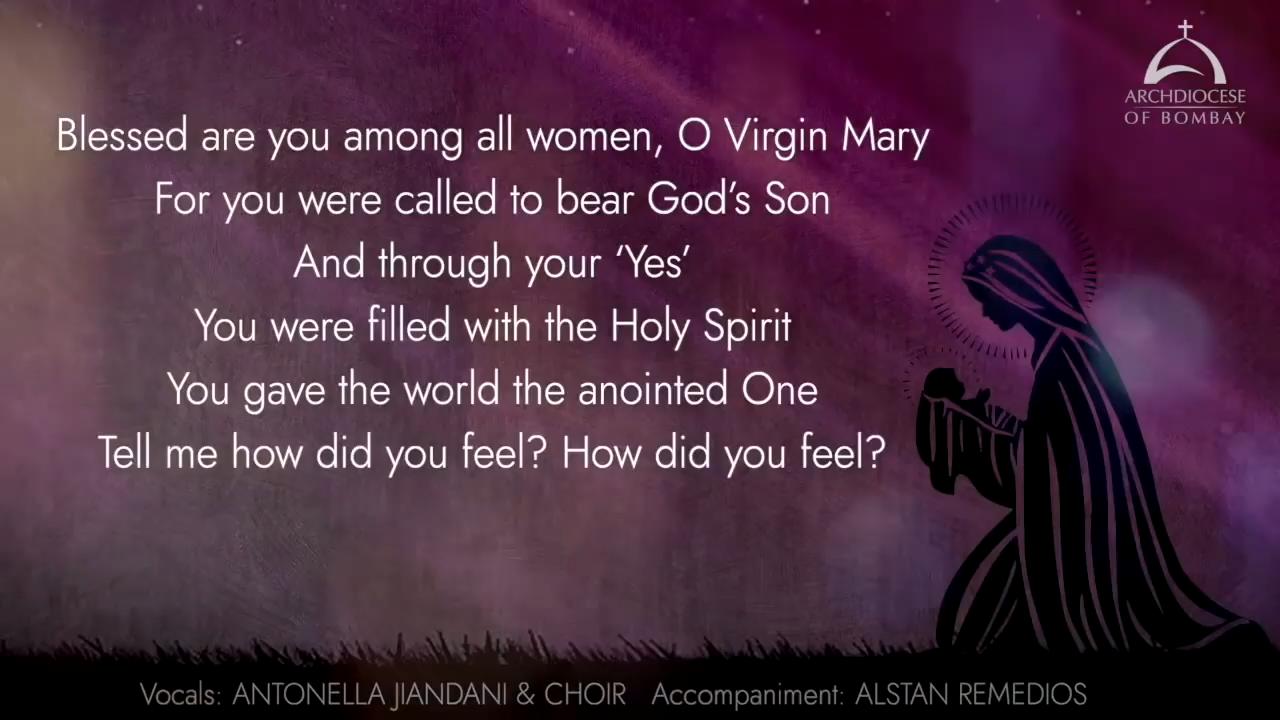 ARCHDIOCESE
OF BOMBAY
Blessed are you among all women, O Virgin Mary
For you were called to bear God’s Son
And through your ‘Yes’
You were filled with the Holy Spirit
You gave the world the anointed One
Tell me how did you feel? How did you feel?
Vocals: ANTONELLA JIANDANI & CHOIR Accompaniment: ALSTAN REMEDIOS